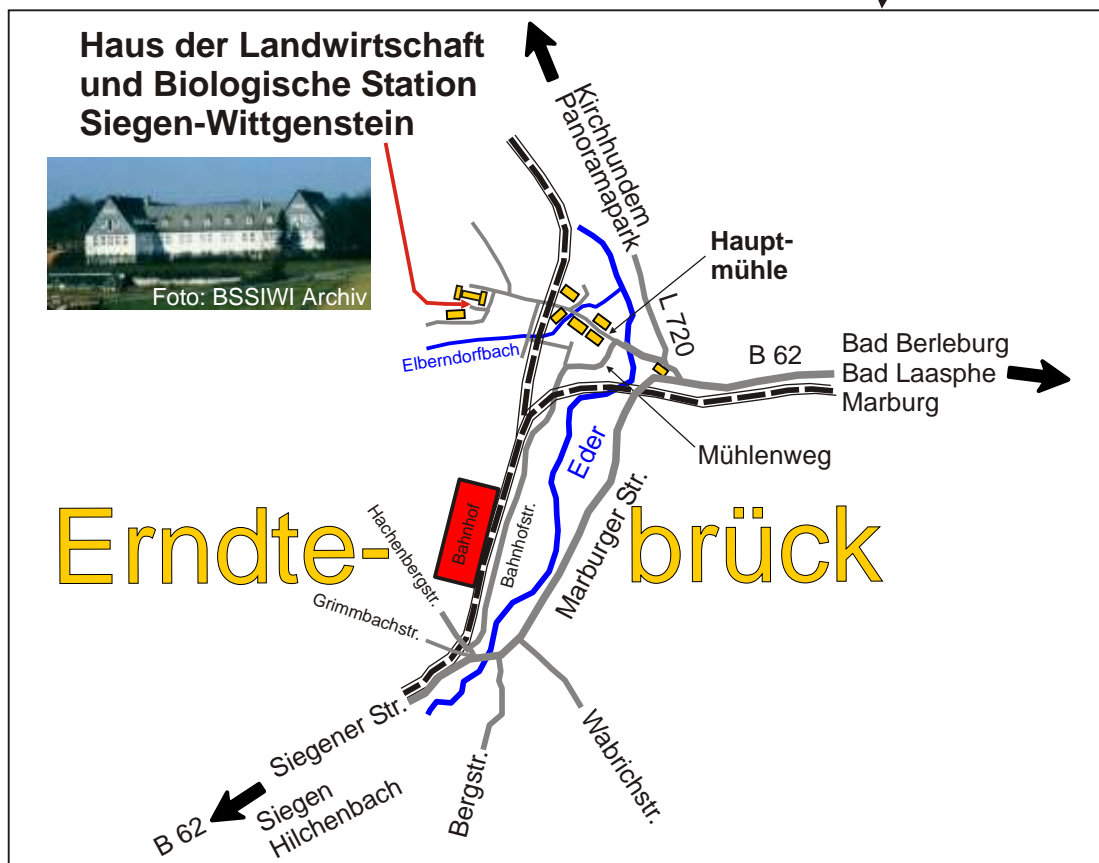 Haus der Landwirtschaft
und Biologische Station
Siegen-Wittgenstein
Foto: BSSIWI Archiv
Kirchhundem
Panoramapark
Haupt-
mühle
L 720
B 62
Bad Berleburg
Bad Laasphe
Marburg
Elberndorfbach
Mühlenweg
Eder
Marburger Str.
Bahnhof
Bahnhofstr.
Hachenbergstr.
Grimmbachstr.
Erndte-
brück
Siegener Str.
Bergstr.
Wabrichstr.
B 62
Siegen
Hilchenbach